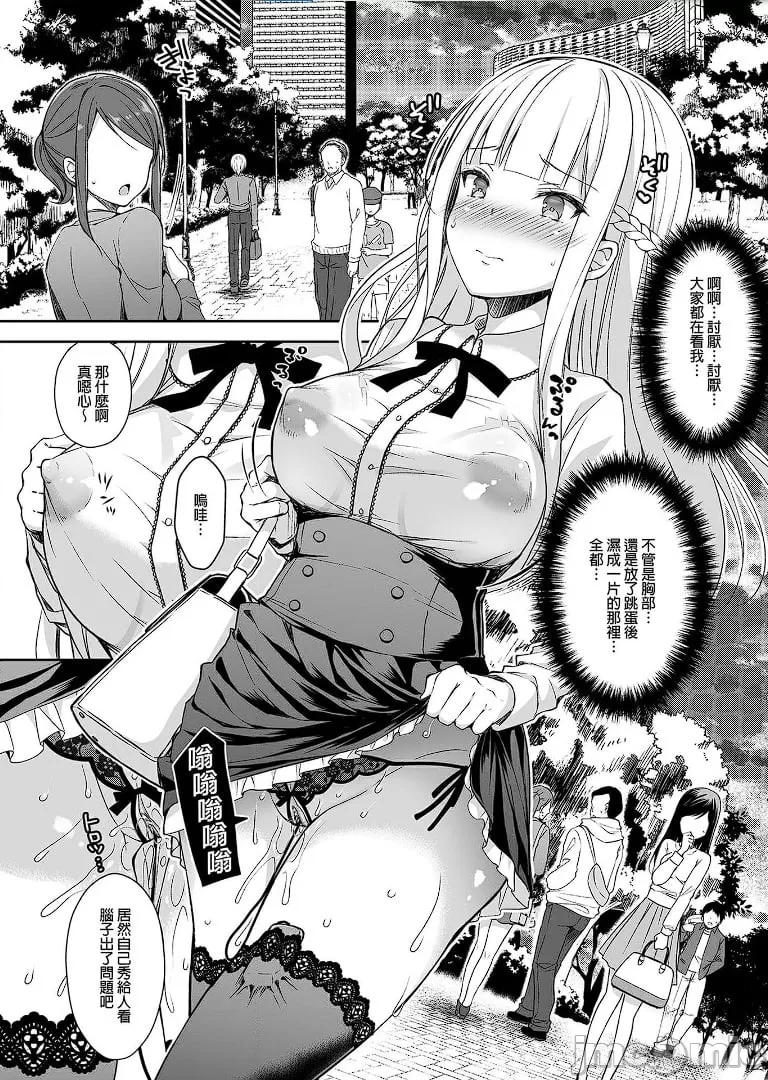 啊啊…討厭…討厭…
大家都在看我…
那什麼啊
真噁心～
嗚哇…
不管是胸部…
還是放了跳蛋後
濕成一片的那裡…
全都…
嗡嗡嗡嗡嗡
トロッ…
居然自己秀給人看
腦子出了問題吧